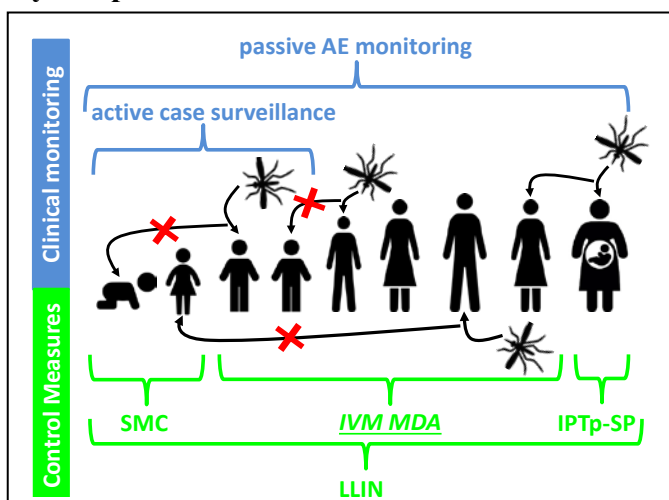 passive AE monitoring
active case surveillance
Clinical monitoring
Control Measures
SMC
IVM MDA
IPTp-SP
LLIN